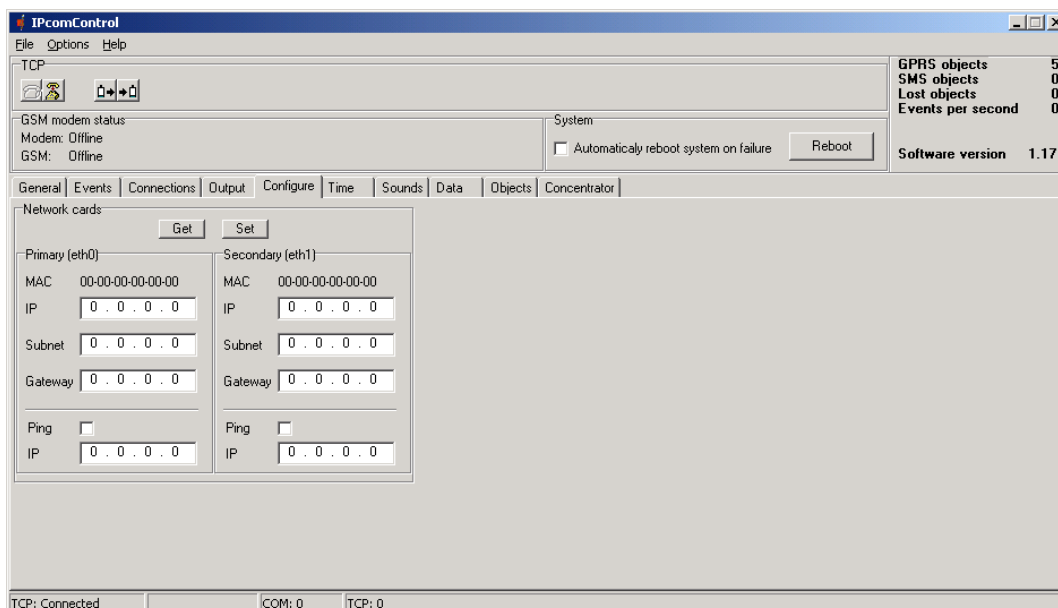 IPcomControl
File Options Help
TCP
GPRS objects 5
SMS objects 0
Lost objects 0
Events per second 0
Software version 1.17
GSM modem status
Modem: Offline
GSM: Offline
System
Automaticaly reboot system on failure
Reboot
General Events Connections Output Configure Time Sounds Data Objects Concentrator
Network cards
Get Set
Primary (eth0) Secondary (eth1)
MAC 00-00-00-00-00-00 MAC 00-00-00-00-00-00
IP 0 . 0 . 0 . 0 IP 0 . 0 . 0 . 0
Subnet 0 . 0 . 0 . 0 Subnet 0 . 0 . 0 . 0
Gateway 0 . 0 . 0 . 0 Gateway 0 . 0 . 0 . 0
Ping Ping
IP 0 . 0 . 0 . 0 IP 0 . 0 . 0 . 0
TCP: Connected COM: 0 TCP: 0